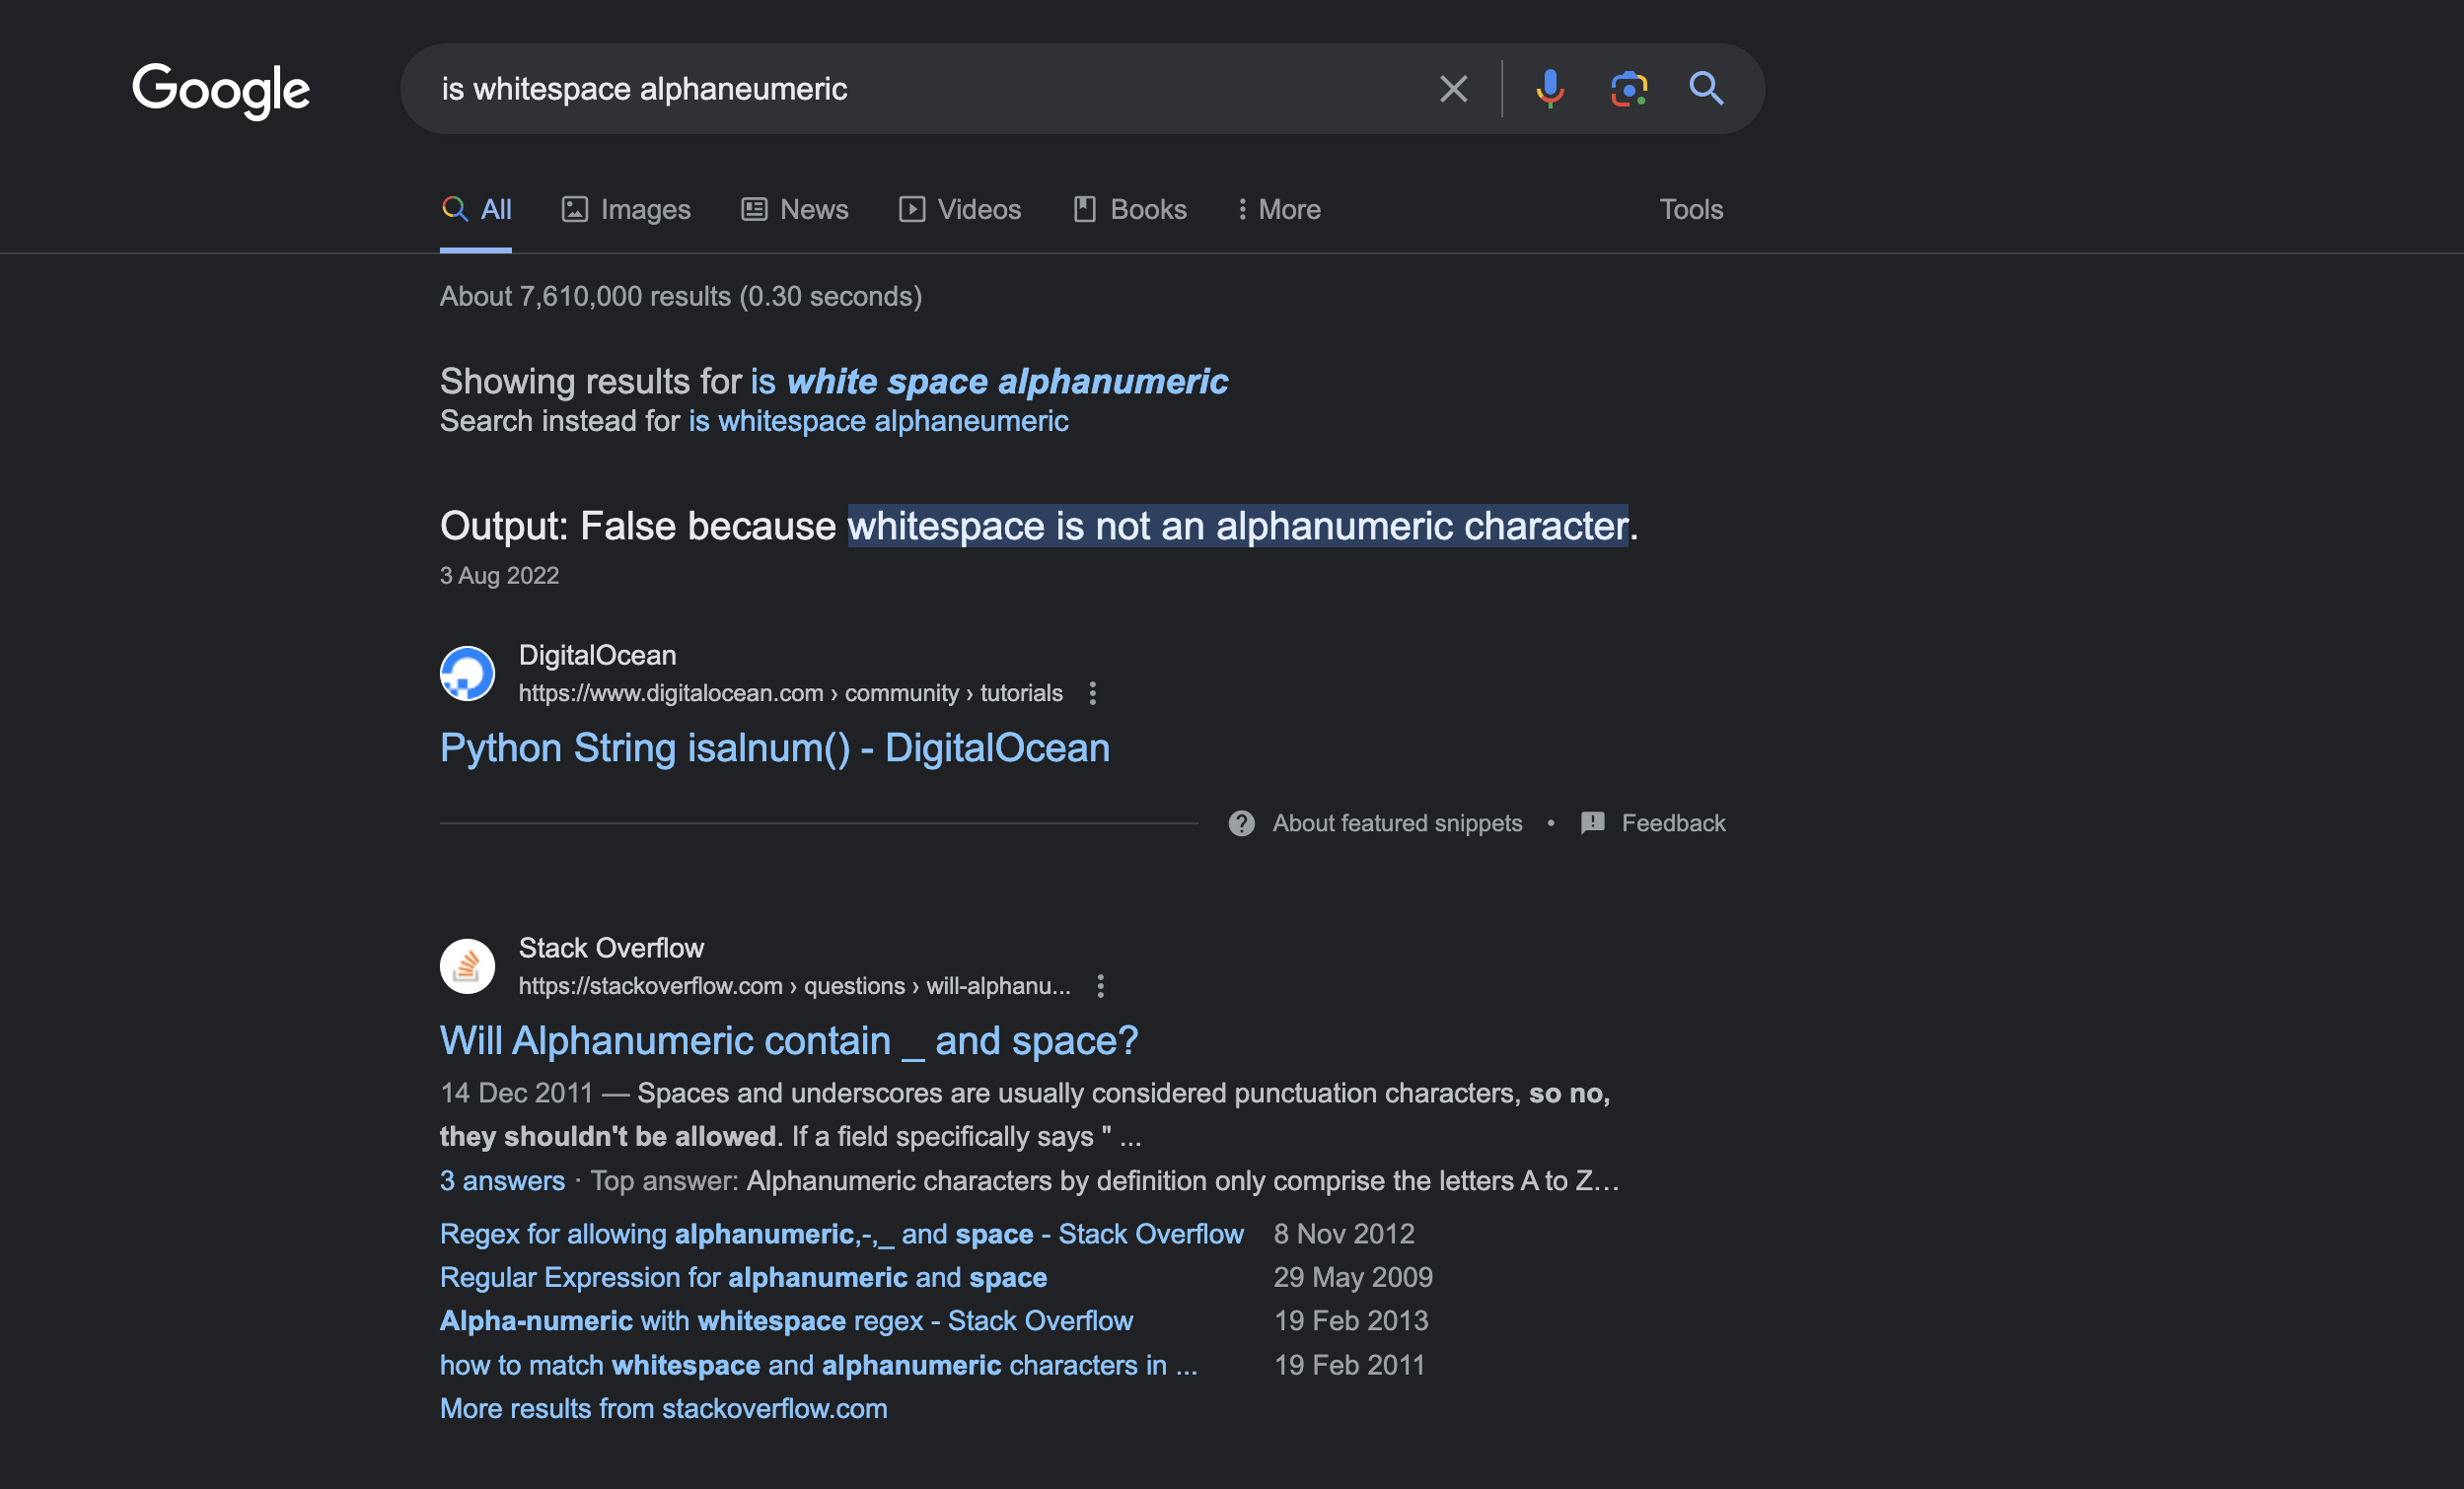 Google
is whitespace alphaneumeric
All Images News Videos Books More Tools
About 7,610,000 results (0.30 seconds)
Showing results for is white space alphanumeric
Search instead for is whitespace alphaneumeric
Output: False because whitespace is not an alphanumeric character.
3 Aug 2022
DigitalOcean
https://www.digitalocean.com › community › tutorials
Python String isalnum() - DigitalOcean
About featured snippets • Feedback
Stack Overflow
https://stackoverflow.com › questions › will-alphanu...
Will Alphanumeric contain _ and space?
14 Dec 2011 — Spaces and underscores are usually considered punctuation characters, so no,
they shouldn't be allowed. If a field specifically says " ...
3 answers · Top answer: Alphanumeric characters by definition only comprise the letters A to Z...
Regex for allowing alphanumeric,-,_ and space - Stack Overflow 8 Nov 2012
Regular Expression for alphanumeric and space 29 May 2009
Alpha-numeric with whitespace regex - Stack Overflow 19 Feb 2013
how to match whitespace and alphanumeric characters in ... 19 Feb 2011
More results from stackoverflow.com